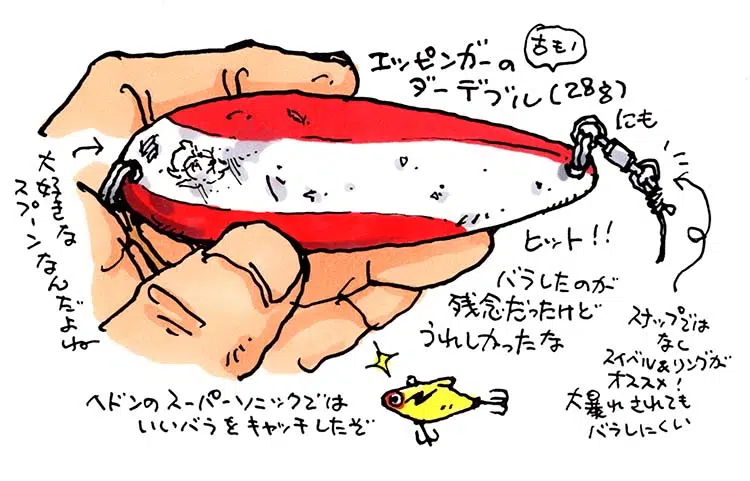 古も!
エッピンガーの
ダーデブル(28g)
にも
ヒット!!
バラしたのが
残念だったけど
うれしかったな
大好きな
スプーンなんだよね
スナップでは
なく
スイベル&リングが
オススメ!
大暴れされても
バラしにくい
ヘドンのスーパーソニックでは
いいバラをキャッチしたぞ